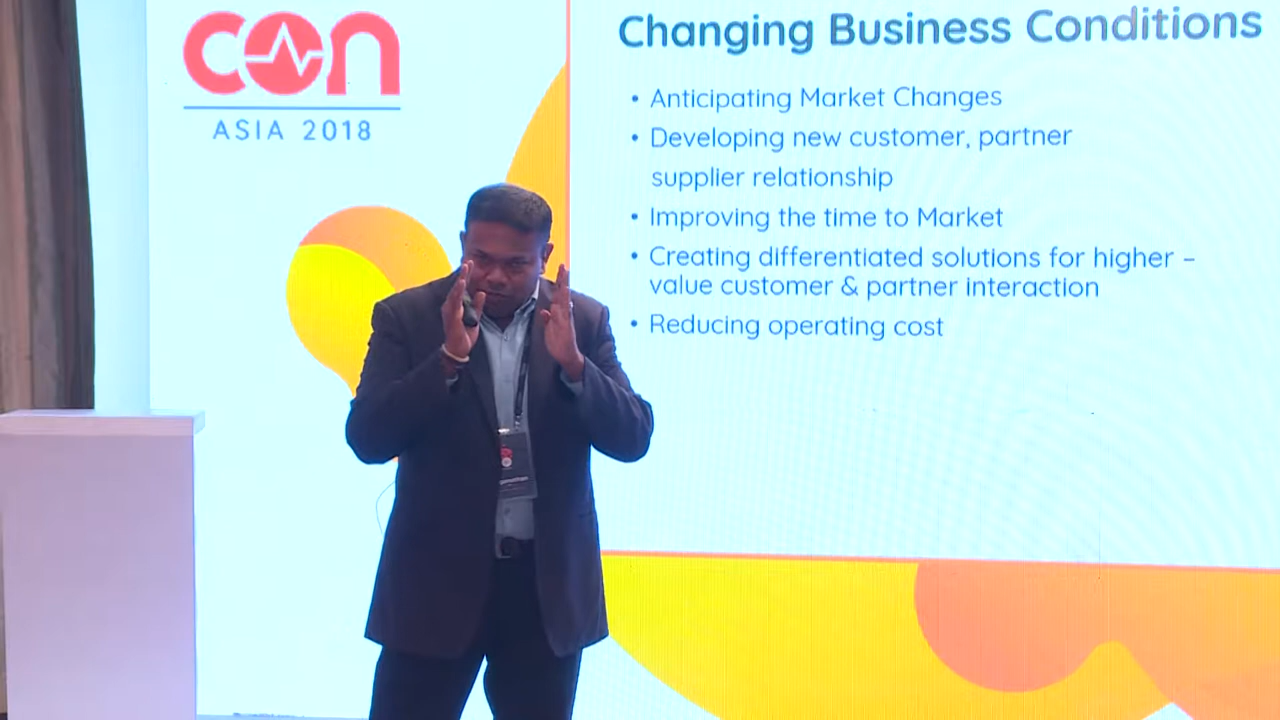 con
ASIA 2018
Changing Business Conditions
• Anticipating Market Changes
• Developing new customer, partner
supplier relationship
• Improving the time to Market
• Creating differentiated solutions for higher –
value customer & partner interaction
• Reducing operating cost